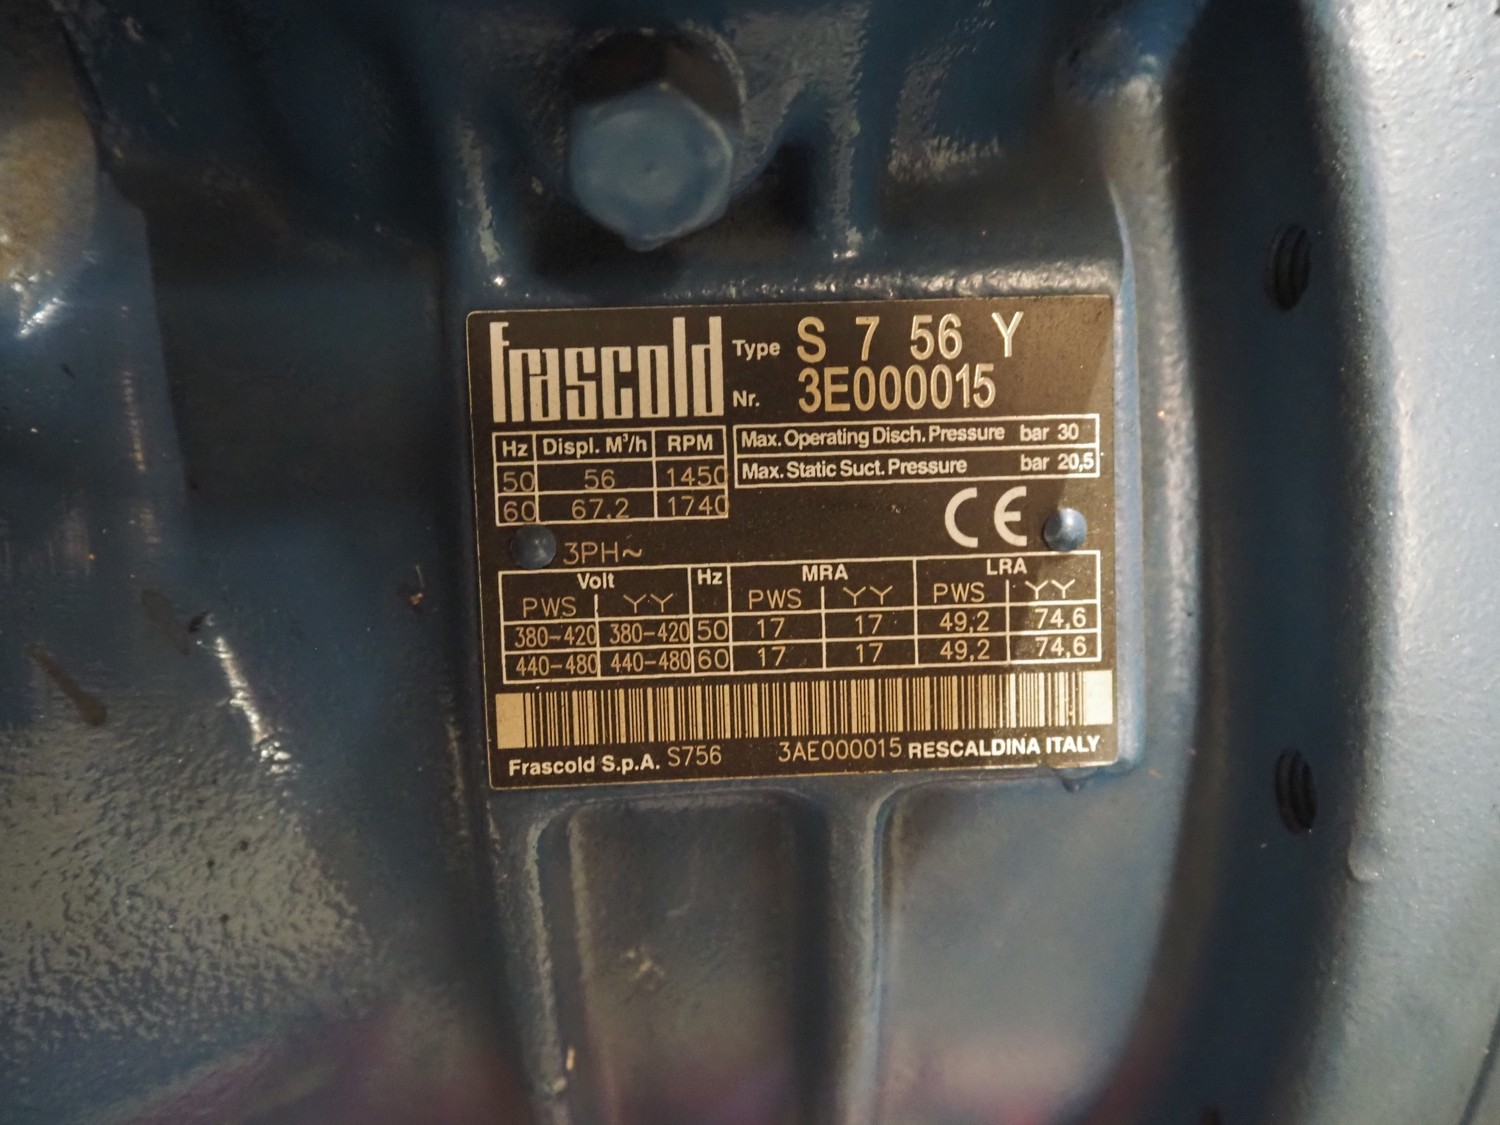 frascold
Type S 7 56 Y
Nr. 3E000015
Hz Displ. M³/h RPM
50 56 1450
60 67.2 1740
Max. Operating Disch. Pressure bar 30
Max. Static Suct. Pressure bar 20,5
CE
3PH~
Volt Hz MRA LRA
PWS YY PWS YY PWS YY
380-420 380-420 50 17 17 49,2 74,6
440-480 440-480 60 17 17 49,2 74,6
Frascold S.p.A. S756 3AE000015 RESCALDINA ITALY